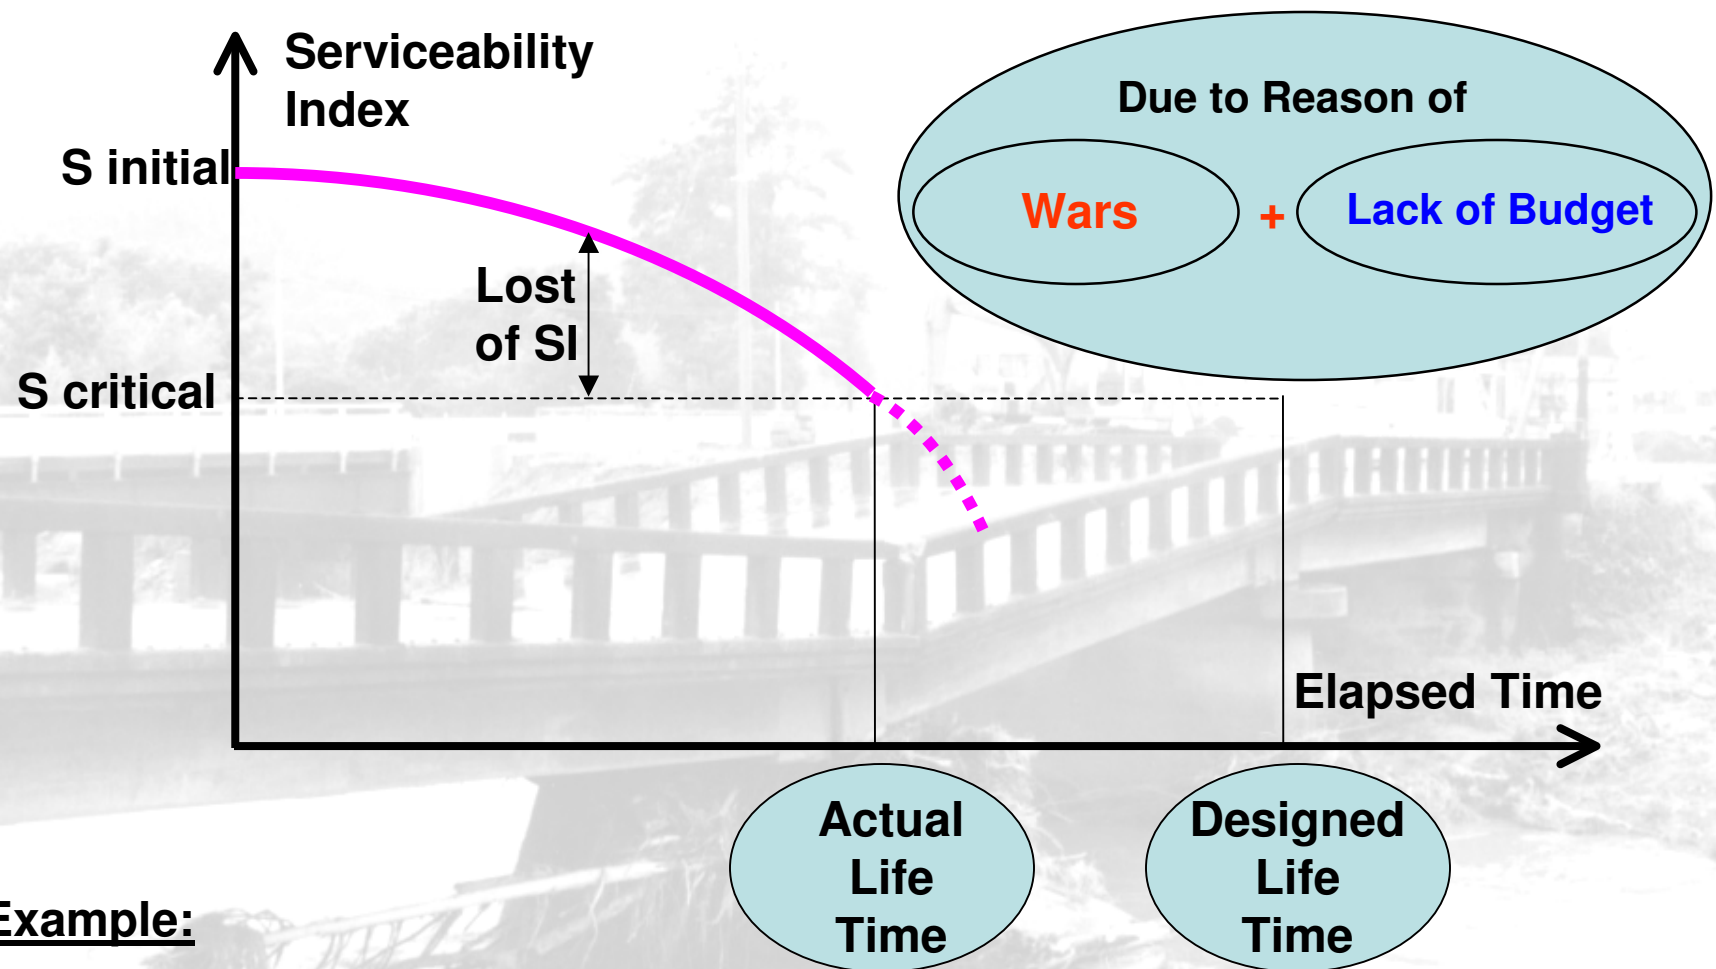 Serviceability
Index
Due to Reason of
S initial
Wars + Lack of Budget
Lost
of SI
S critical
Elapsed Time
Actual
Life
Time
Designed
Life
Time
Example: